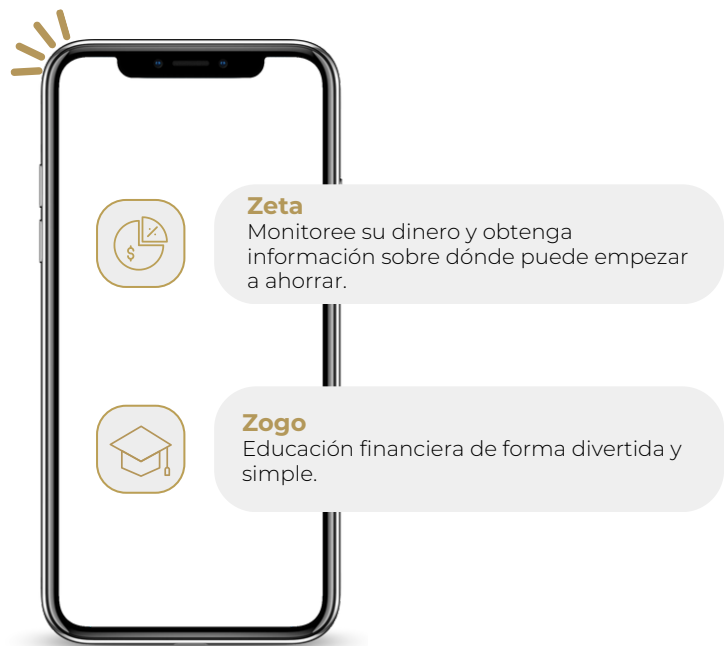 Zeta
Monitoree su dinero y obtenga
información sobre dónde puede empezar
a ahorrar.
Zogo
Educación financiera de forma divertida y
simple.
$
%